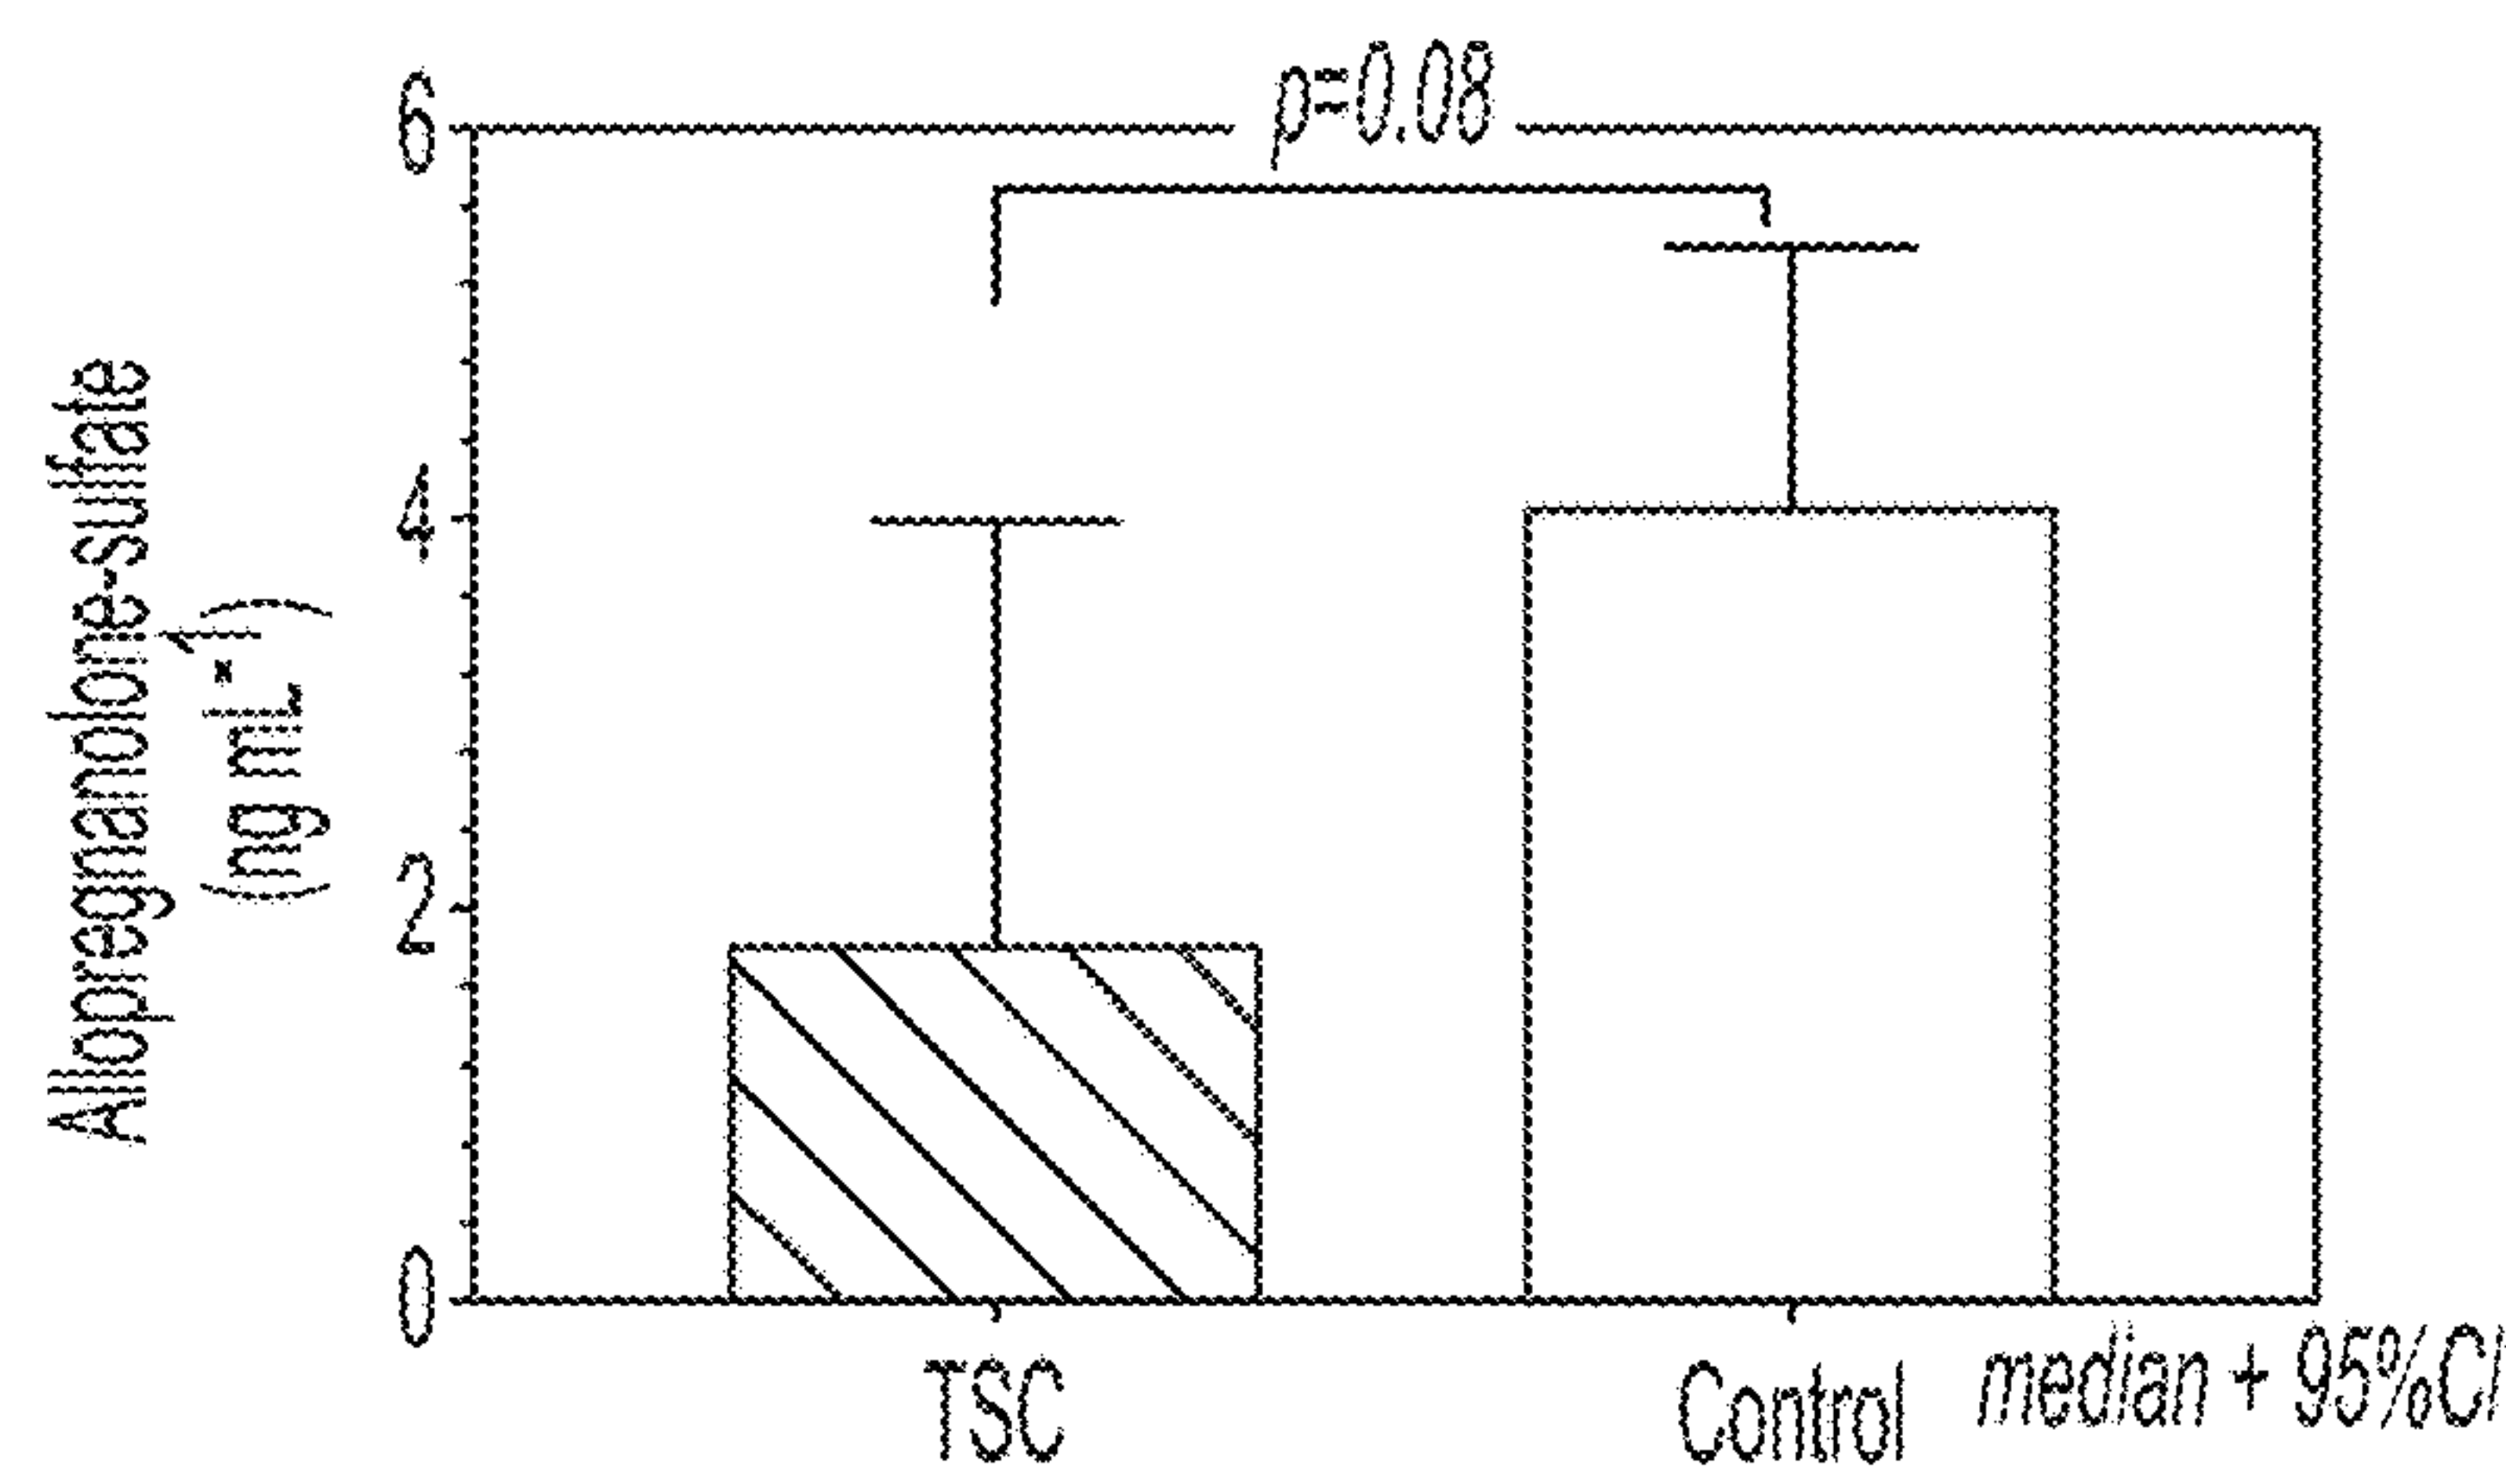 p=0.08
6
4
2
0
Allopregnanolone-sulfate
(ng mL⁻¹)
TSC
Control
median + 95%CI